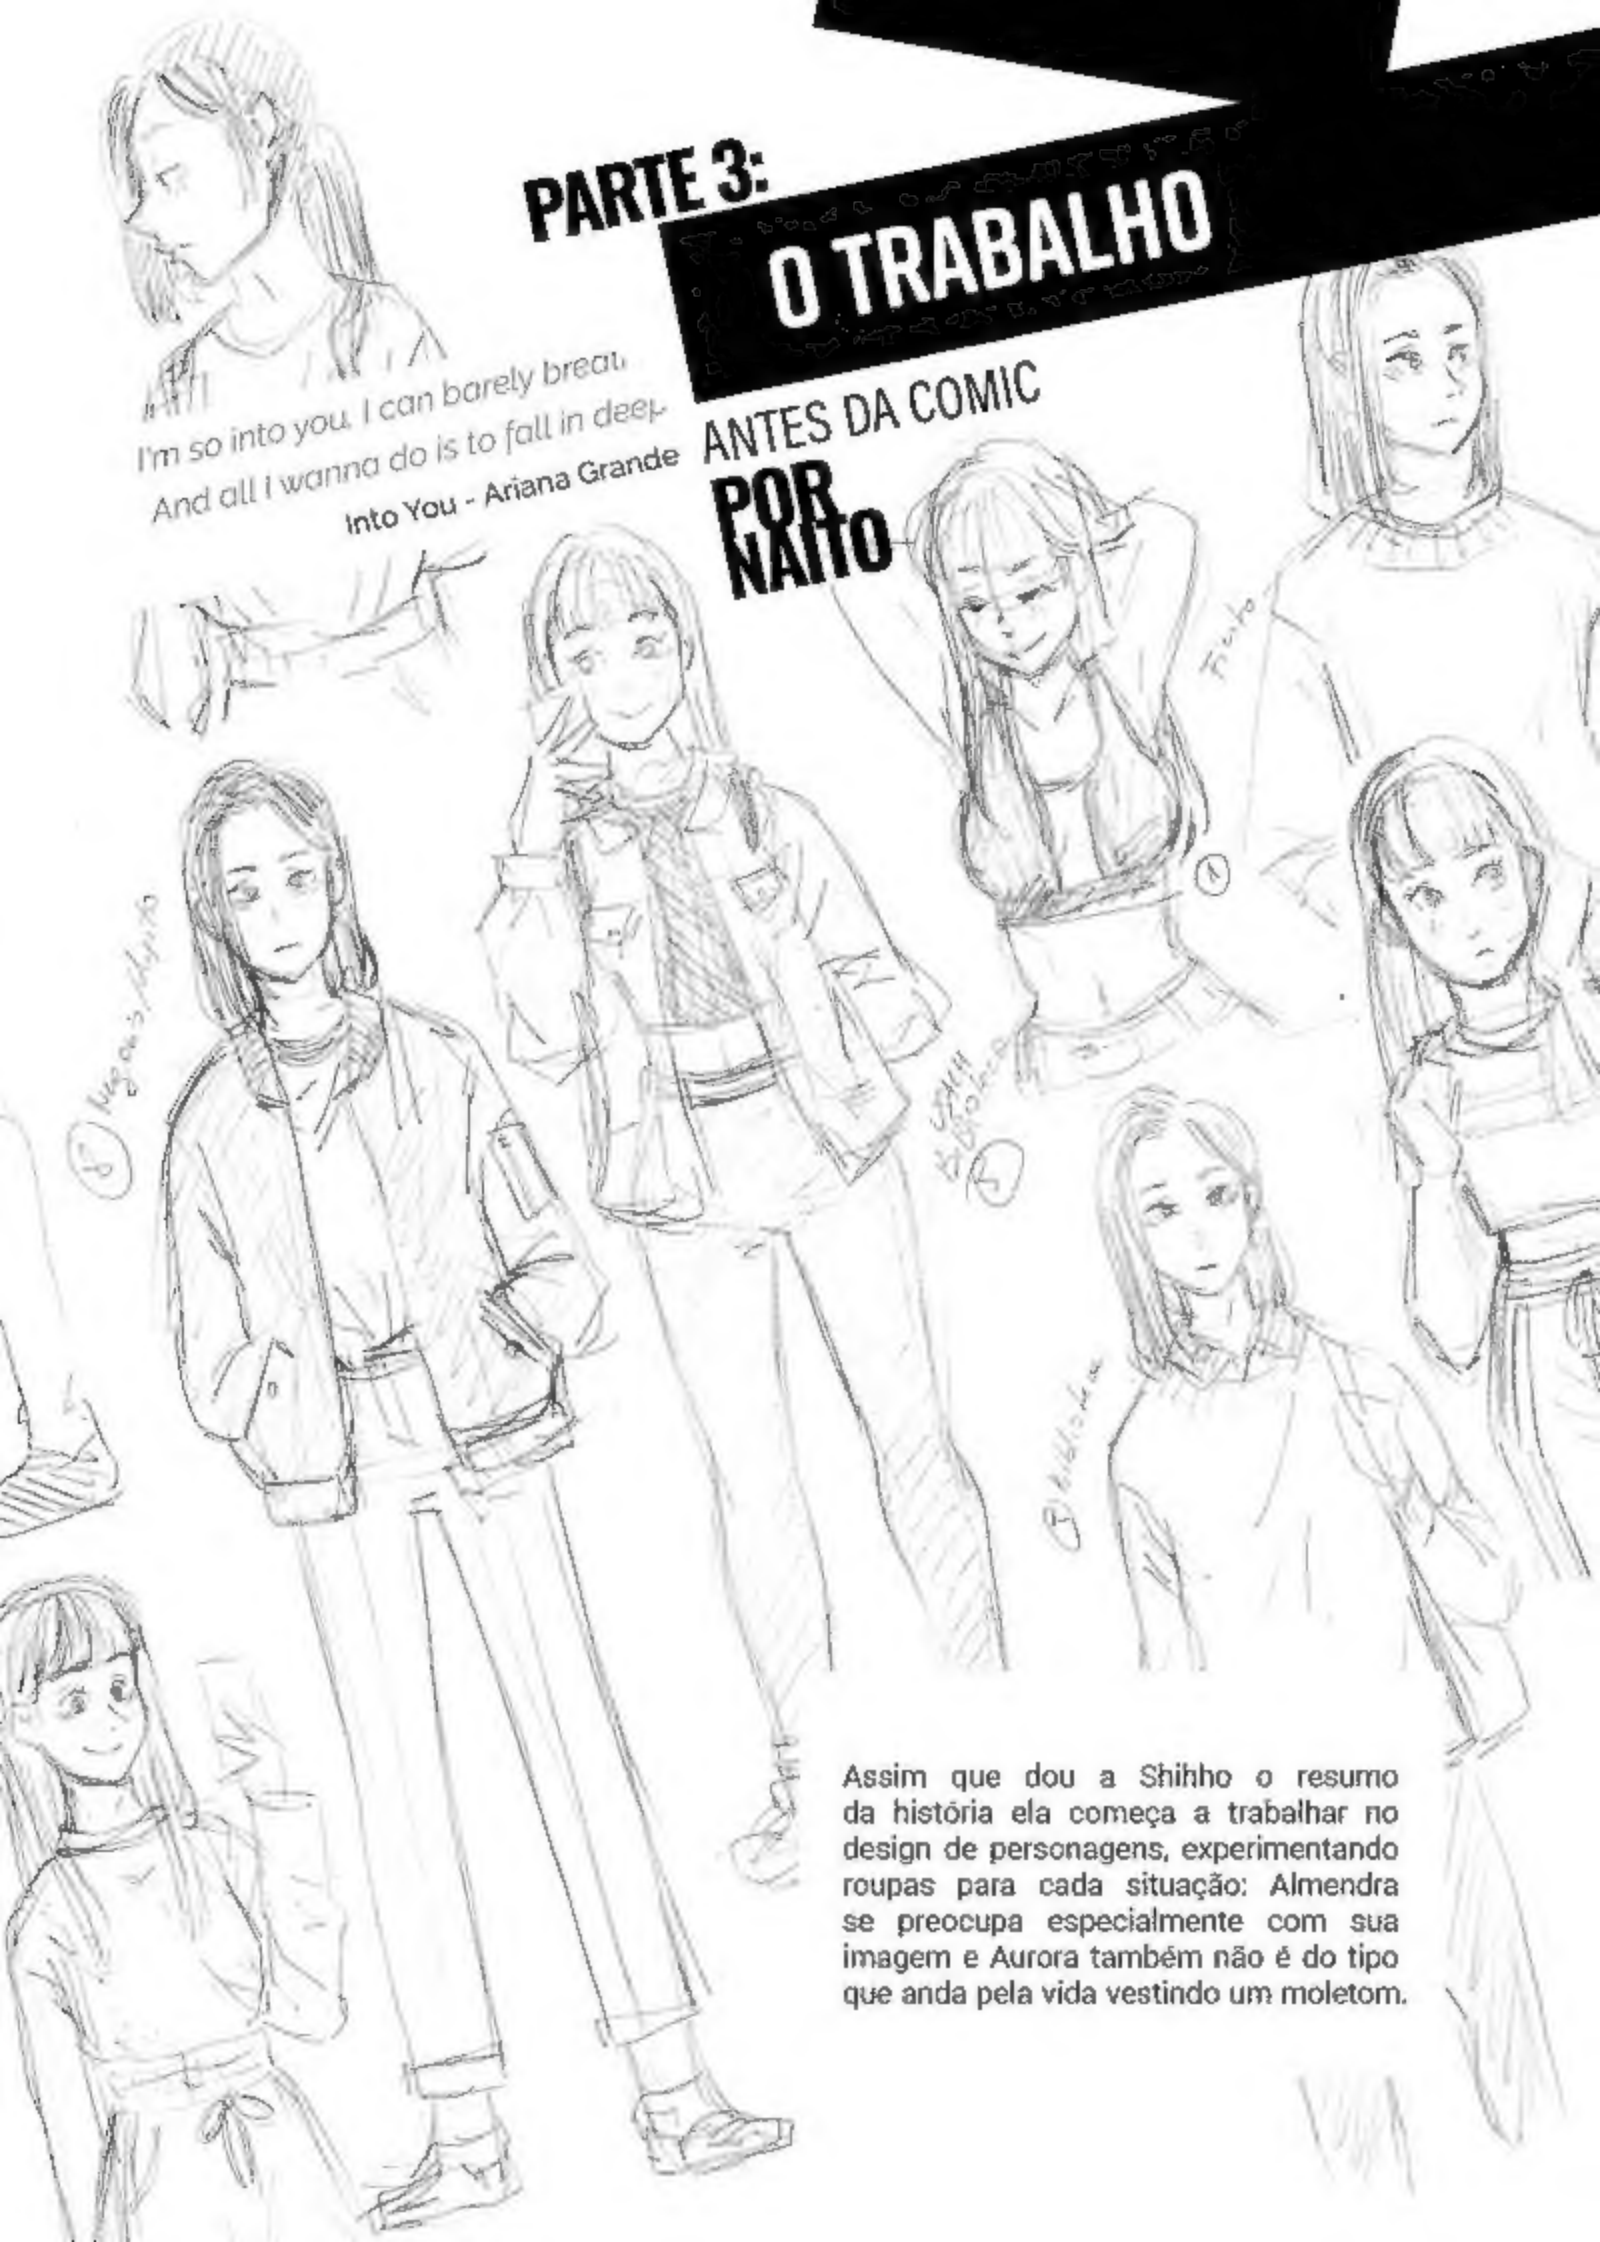 PARTE 3:
O TRABALHO
I'm so into you, I can barely
And all I wanna do is to fall in deep
Into You - Ariana Grande
ANTES DA COMIC
POR
NAITO
Assim que dou a Shihho o resumo
da história ela começa a trabalhar no
design de personagens, experimentando
roupas para cada situação: Almendra
se preocupa especialmente com sua
imagem e Aurora também não é do tipo
que anda pela vida vestindo um moletom.